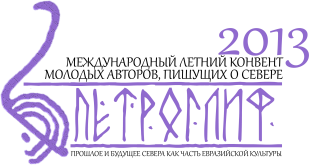 2013
МЕЖДУНАРОДНЫЙ ЛЕТНИЙ КОНВЕНТ
МОЛОДЫХ АВТОРОВ, ПИШУЩИХ О СЕВЕРЕ
ПЕТРОГЛИФ
ПРОШЛОЕ И БУДУЩЕЕ СЕВЕРА КАК ЧАСТЬ ЕВРАЗИЙСКОЙ КУЛЬТУРЫ